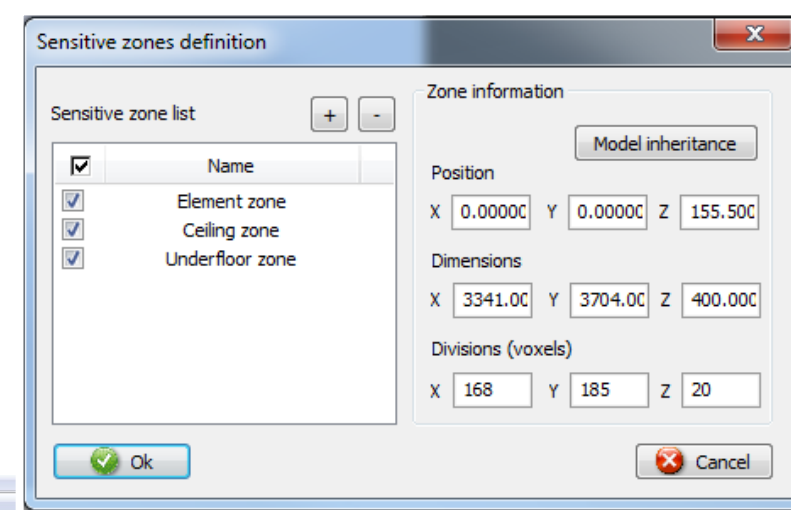 Sensitive zones definition
Sensitive zone list + -
Name
Element zone
Ceiling zone
Underfloor zone
Zone information
Model inheritance
Position
X 0.00000 Y 0.00000 Z 155.500
Dimensions
X 3341.00 Y 3704.00 Z 400.000
Divisions (voxels)
X 168 Y 185 Z 20
Ok
Cancel